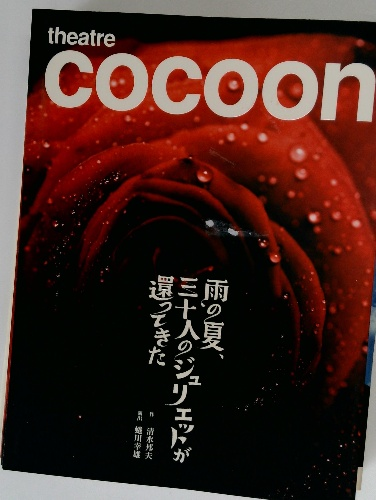 theatre
cocoon
雨の夏、
三十人のジュリエットが
還ってきた
作 清水邦夫
演出 蜷川幸雄